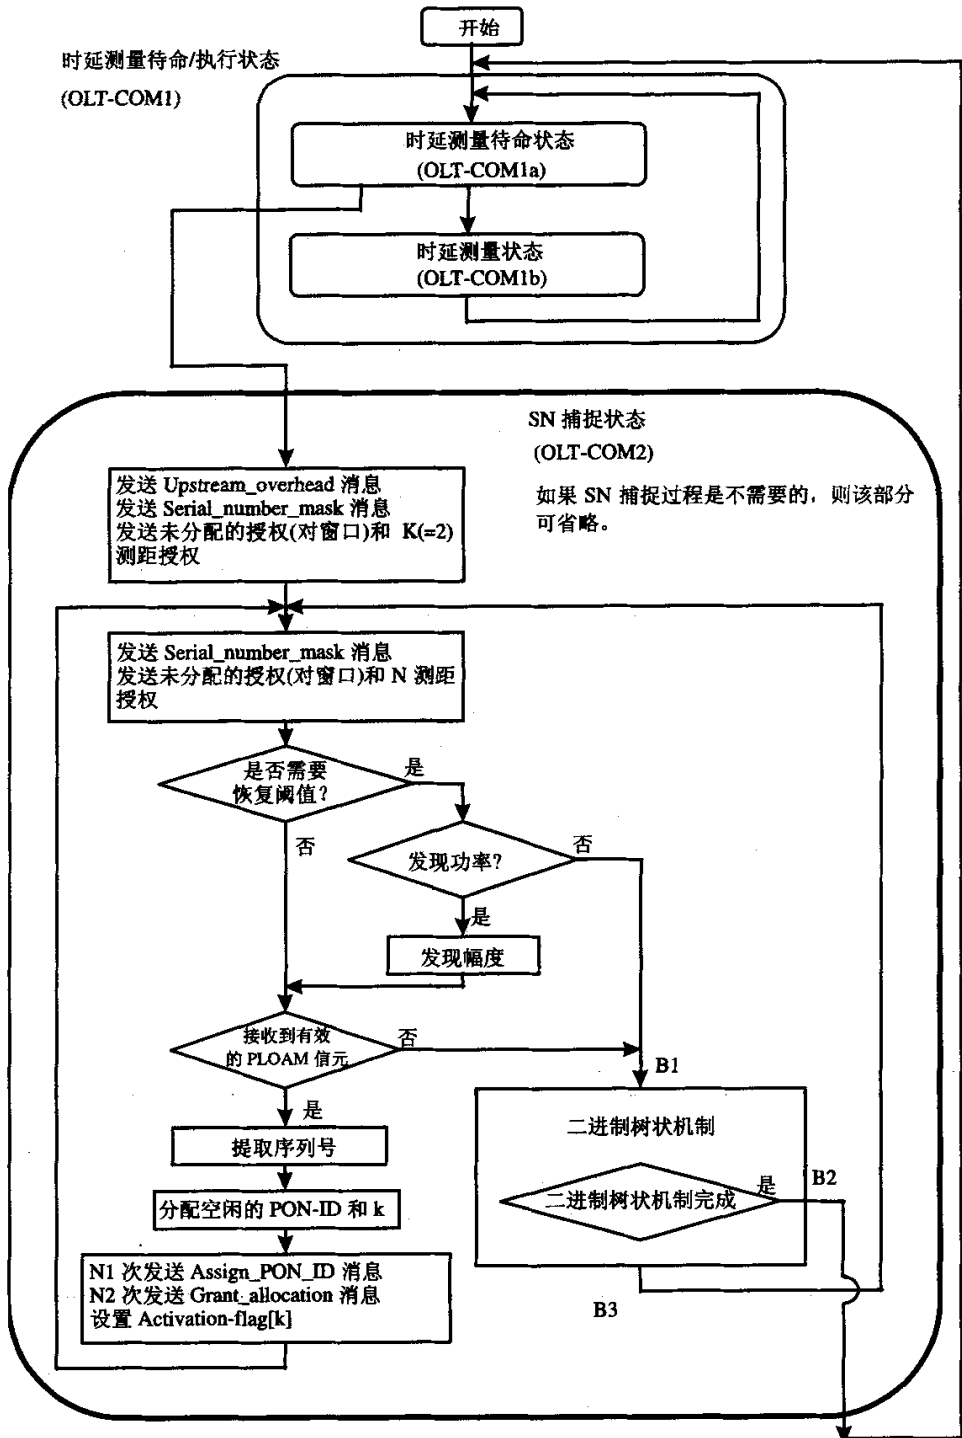 开始
时延测量待命/执行状态
(OLT-COM1)
时延测量待命状态
(OLT-COM1a)
时延测量状态
(OLT-COM1b)
SN 捕捉状态
(OLT-COM2)
如果 SN 捕捉过程是不需要的，则该部分
可省略。
发送 Upstream_overhead 消息
发送 Serial_number_mask 消息
发送未分配的授权(对窗口)和 K(=2)
测距授权
发送 Serial_number_mask 消息
发送未分配的授权(对窗口)和 N 测距
授权
是否需要
恢复阈值?
是
否
发现功率?
否
是
发现幅度
接收到有效
的 PLOAM 信元
否
B1
是
提取序列号
二进制树状机制
二进制树状机制完成
是
B2
分配空闲的 PON-ID 和 k
N1 次发送 Assign_PON_ID 消息
N2 次发送 Grant_allocation 消息
设置 Activation-flag[k]
B3